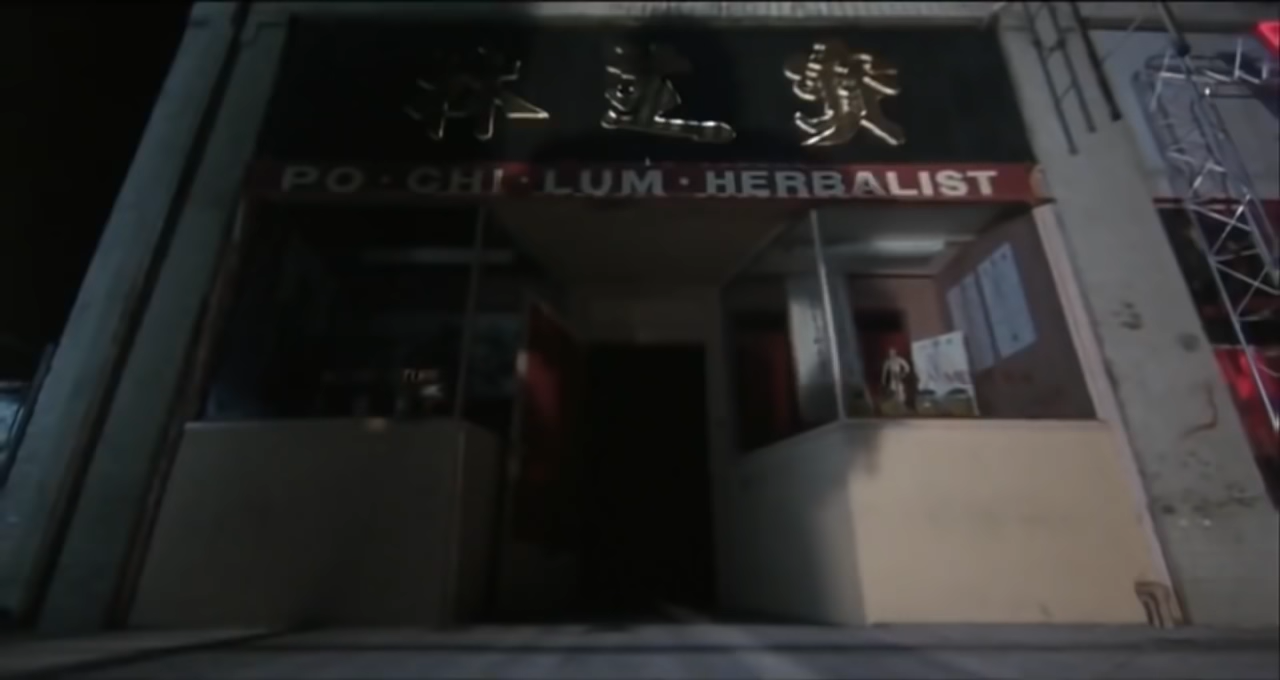 寶芝林
PO · CHI · LUM · HERBALIST